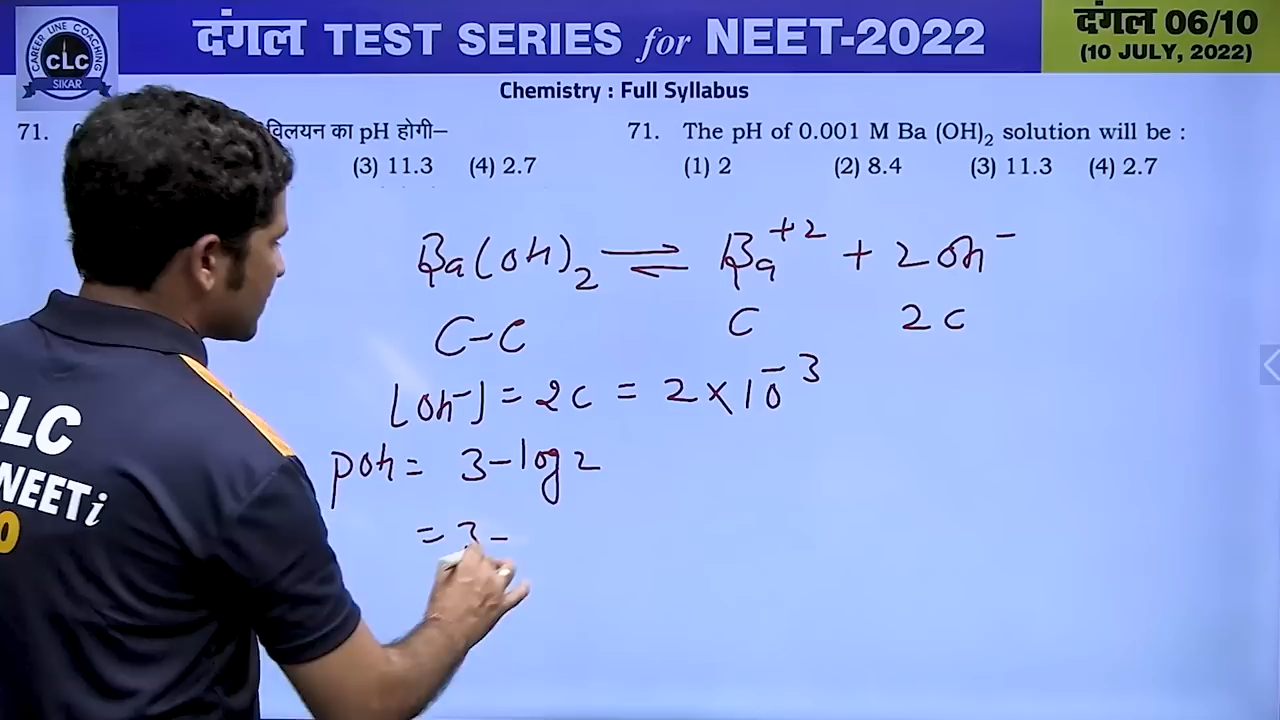 CAREER LINE COACHING
CLC
SIKAR
दंगल TEST SERIES for NEET-2022
दंगल 06/10
(10 JULY, 2022)
Chemistry : Full Syllabus
71.
विलयन का pH होगी–
(3) 11.3 (4) 2.7
71. The pH of 0.001 M Ba (OH)₂ solution will be :
(1) 2 (2) 8.4 (3) 11.3 (4) 2.7
Ba(OH)₂ ⇌ Ba⁺² + 2OH⁻
C-C C 2C
[OH⁻] = 2C = 2×10⁻³
pOH = 3-log2
= 3-
CLC
NEETi